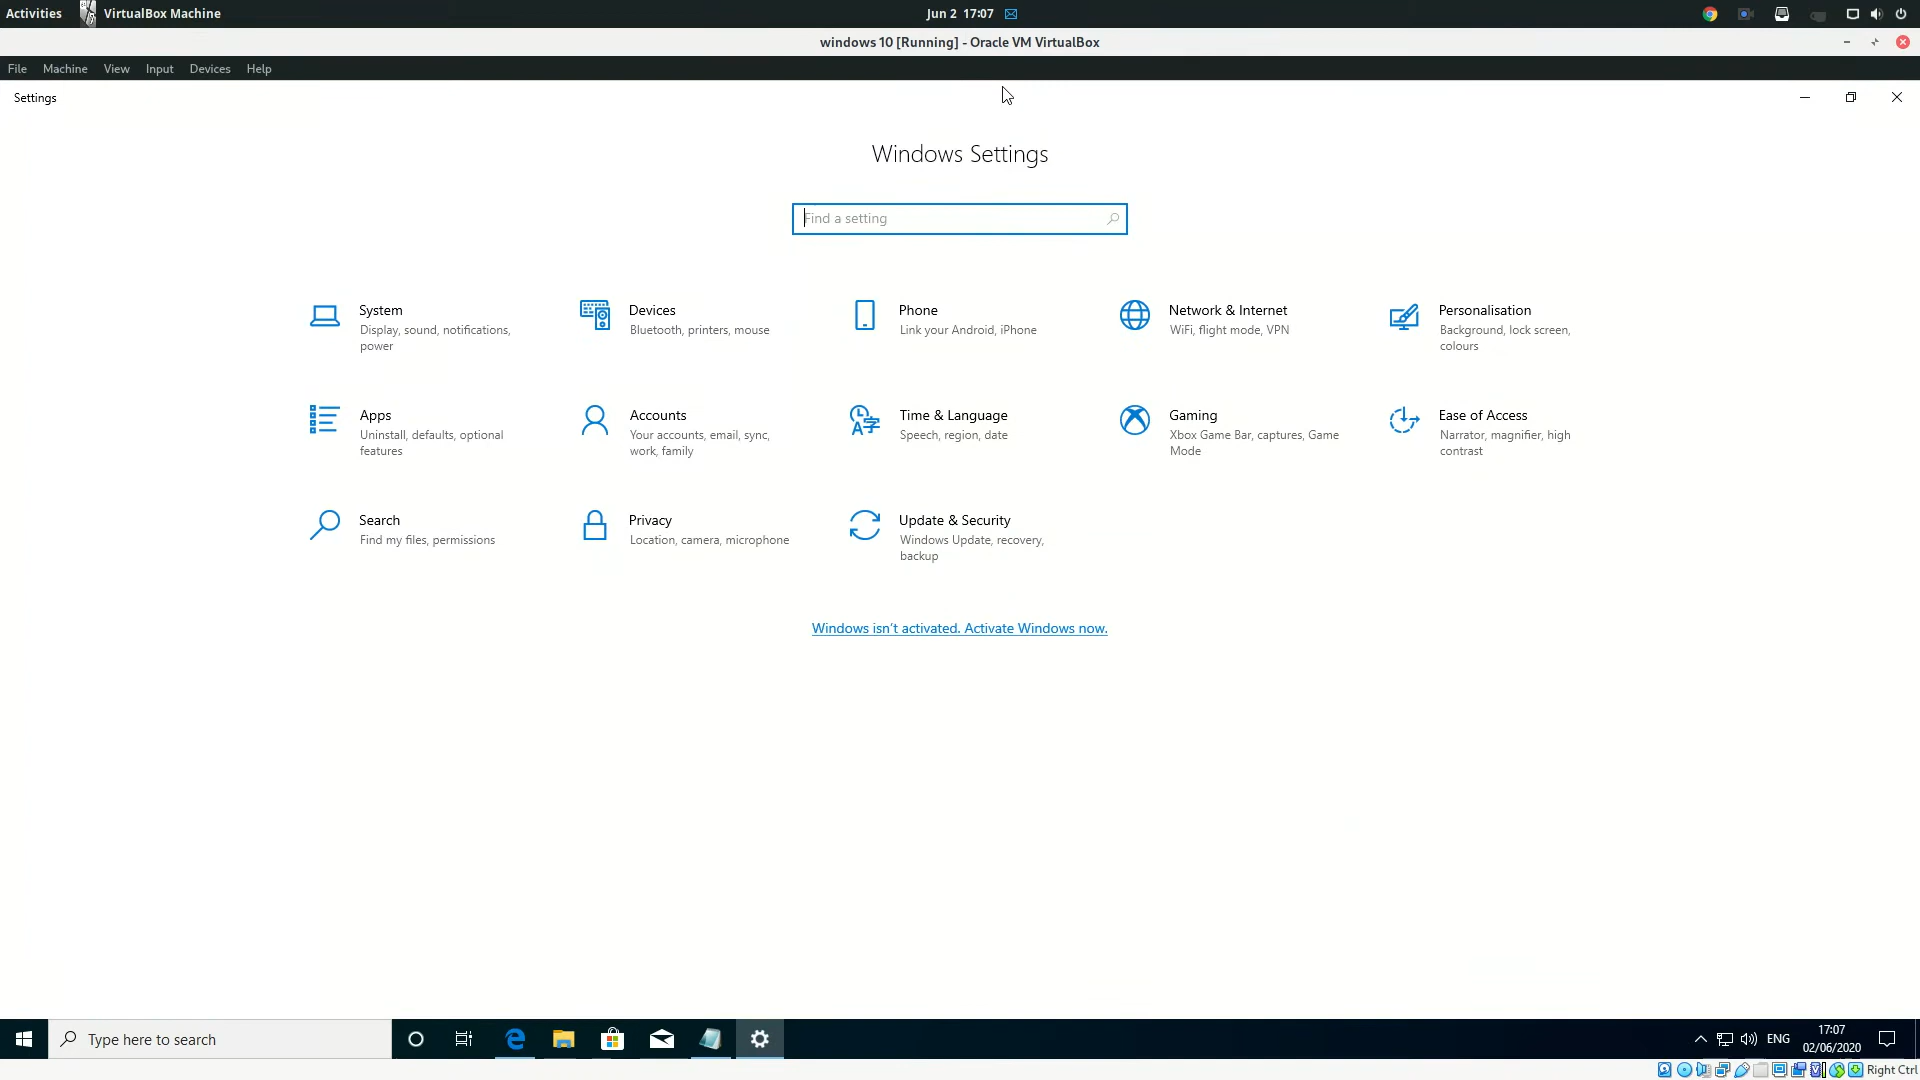 Activities
VirtualBox Machine
Jun 2 17:07
windows 10 [Running] - Oracle VM VirtualBox
File Machine View Input Devices Help
Settings
Windows Settings
Find a setting
System
Display, sound, notifications,
power
Devices
Bluetooth, printers, mouse
Phone
Link your Android, iPhone
Network & Internet
WiFi, flight mode, VPN
Personalisation
Background, lock screen,
colours
Apps
Uninstall, defaults, optional
features
Accounts
Your accounts, email, sync,
work, family
Time & Language
Speech, region, date
Gaming
Xbox Game Bar, captures, Game
Mode
Ease of Access
Narrator, magnifier, high
contrast
Search
Find my files, permissions
Privacy
Location, camera, microphone
Update & Security
Windows Update, recovery,
backup
Windows isn't activated. Activate Windows now.
Type here to search
ENG
17:07
02/06/2020
Right Ctrl